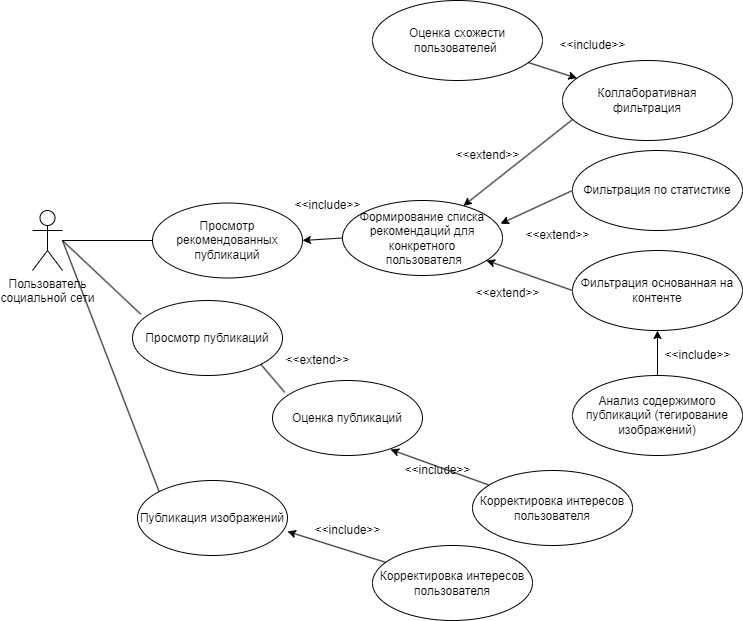 Оценка схожести
пользователей
<<include>>
Коллаборативная
фильтрация
<<extend>>
Фильтрация по статистике
<<include>>
Формирование списка
рекомендаций для
конкретного
пользователя
Просмотр
рекомендованных
публикаций
<<extend>>
Пользователь
социальной сети
Фильтрация основанная на
контенте
<<extend>>
Просмотр публикаций
<<extend>>
<<include>>
Оценка публикаций
Анализ содержимого
публикаций (тегирование
изображений)
<<include>>
Корректировка интересов
пользователя
Публикация изображений
<<include>>
Корректировка интересов
пользователя